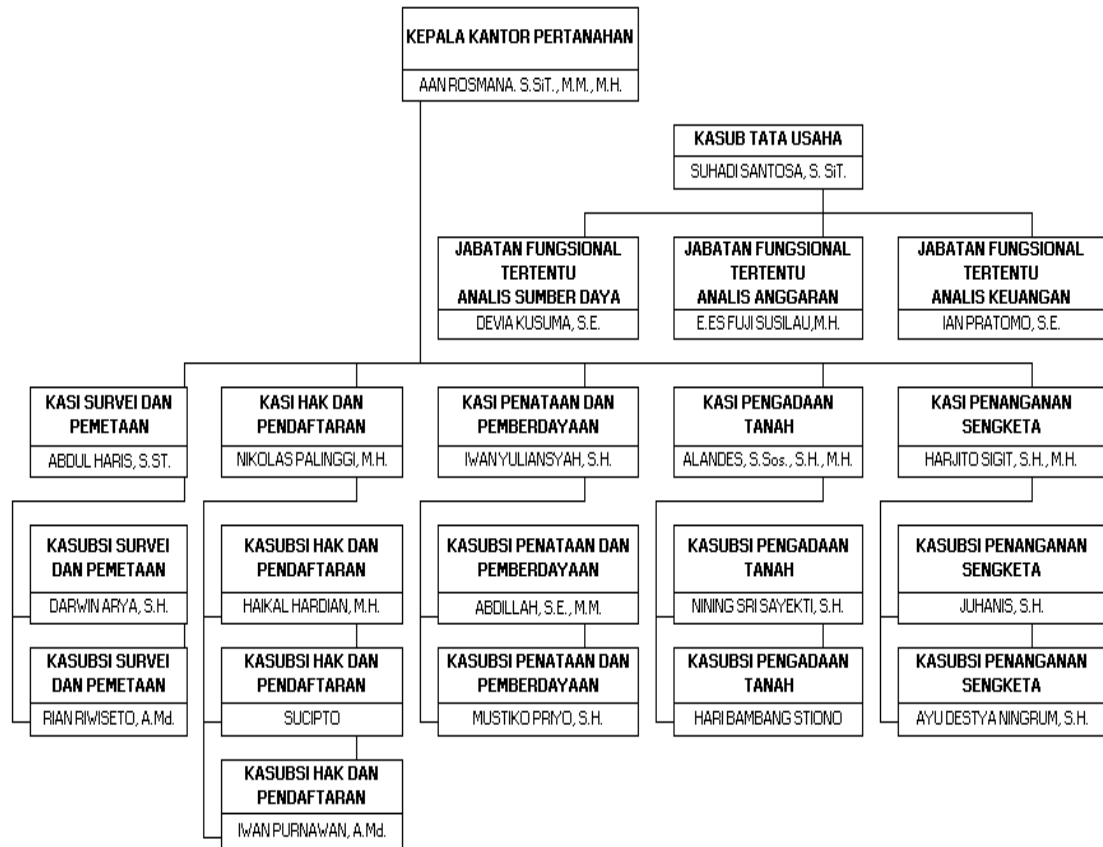 KEPALA KANTOR PERTANAHAN
AAN ROSMANA. S.SiT., M.M., M.H.
KASUB TATA USAHA
SUHADI SANTOSA, S. SiT.
JABATAN FUNGSIONAL
TERTENTU
ANALIS SUMBER DAYA
DEVIA KUSUMA, S.E.
JABATAN FUNGSIONAL
TERTENTU
ANALIS ANGGARAN
E.ES FUJI SUSILAU,M.H.
JABATAN FUNGSIONAL
TERTENTU
ANALIS KEUANGAN
IAN PRATOMO, S.E.
KASI SURVEI DAN
PEMETAAN
ABDUL HARIS, S.ST.
KASI HAK DAN
PENDAFTARAN
NIKOLAS PALINGGI, M.H.
KASI PENATAAN DAN
PEMBERDAYAAN
IWAN YULIANSYAH, S.H.
KASI PENGADAAN
TANAH
ALANDES, S.Sos., S.H., M.H.
KASI PENANGANAN
SENGKETA
HARJITO SIGIT, S.H., M.H.
KASUBSI SURVEI
DAN PEMETAAN
DARWIN ARYA, S.H.
KASUBSI HAK DAN
PENDAFTARAN
HAIKAL HARDIAN, M.H.
KASUBSI PENATAAN DAN
PEMBERDAYAAN
ABDILLAH, S.E., M.M.
KASUBSI PENGADAAN
TANAH
NINING SRI SAYEKTI, S.H.
KASUBSI PENANGANAN
SENGKETA
JUHANIS, S.H.
KASUBSI SURVEI
DAN PEMETAAN
RIAN RIWISETO, A.Md.
KASUBSI HAK DAN
PENDAFTARAN
SUCIPTO
KASUBSI PENATAAN DAN
PEMBERDAYAAN
MUSTIKO PRIYO, S.H.
KASUBSI PENGADAAN
TANAH
HARI BAMBANG STIONO
KASUBSI PENANGANAN
SENGKETA
AYU DESTYA NINGRUM, S.H.
KASUBSI HAK DAN
PENDAFTARAN
IWAN PURNAWAN, A.Md.